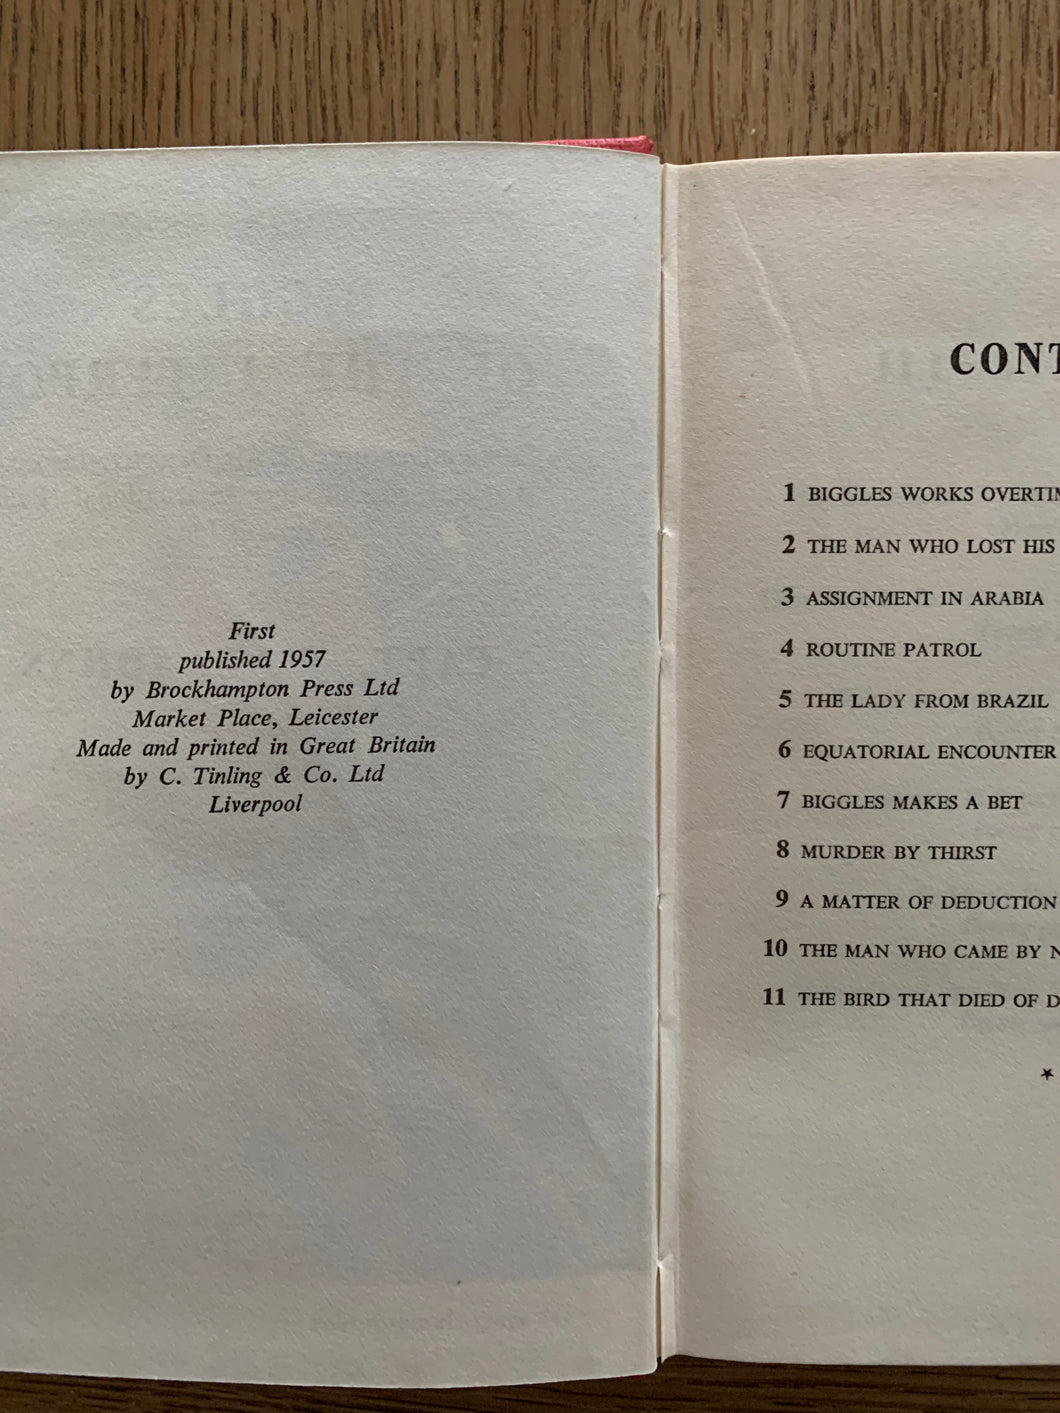 First
published 1957
by Brockhampton Press Ltd
Market Place, Leicester
Made and printed in Great Britain
by C. Tinling & Co. Ltd
Liverpool
CONT
1 BIGGLES WORKS OVERTIM
2 THE MAN WHO LOST HIS
3 ASSIGNMENT IN ARABIA
4 ROUTINE PATROL
5 THE LADY FROM BRAZIL
6 EQUATORIAL ENCOUNTER
7 BIGGLES MAKES A BET
8 MURDER BY THIRST
9 A MATTER OF DEDUCTION
10 THE MAN WHO CAME BY N
11 THE BIRD THAT DIED OF D
*